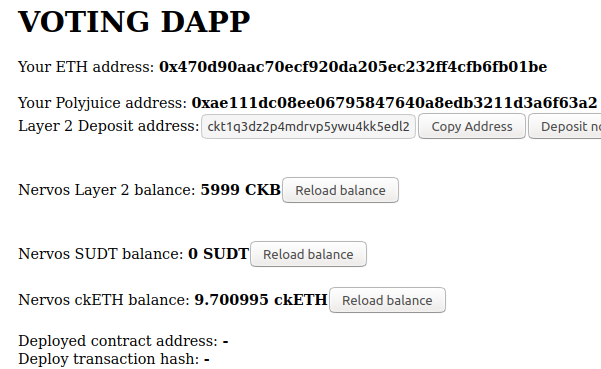 VOTING DAPP
Your ETH address: 0x470d90aac70ecf920da205ec232ff4cfb6fb01be
Your Polyjuice address: 0xae111dc08ee06795847640a8edb3211d3a6f63a2
Layer 2 Deposit address: ckt1q3dz2p4mdrvp5ywu4kk5edl2 Copy Address Deposit no
Nervos Layer 2 balance: 5999 CKB Reload balance
Nervos SUDT balance: 0 SUDT Reload balance
Nervos ckETH balance: 9.700995 ckETH Reload balance
Deployed contract address: -
Deploy transaction hash: -